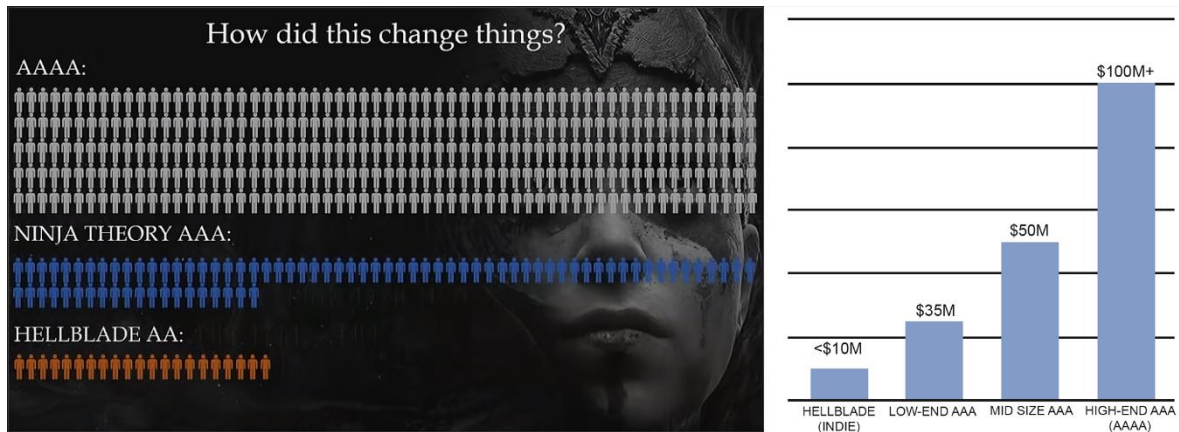 How did this change things?
AAAA:
NINJA THEORY AAA:
HELLBLADE AA:
$100M+
$50M
$35M
<$10M
HELLBLADE
(INDIE)
LOW-END AAA
MID SIZE AAA
HIGH-END AAA
(AAAA)